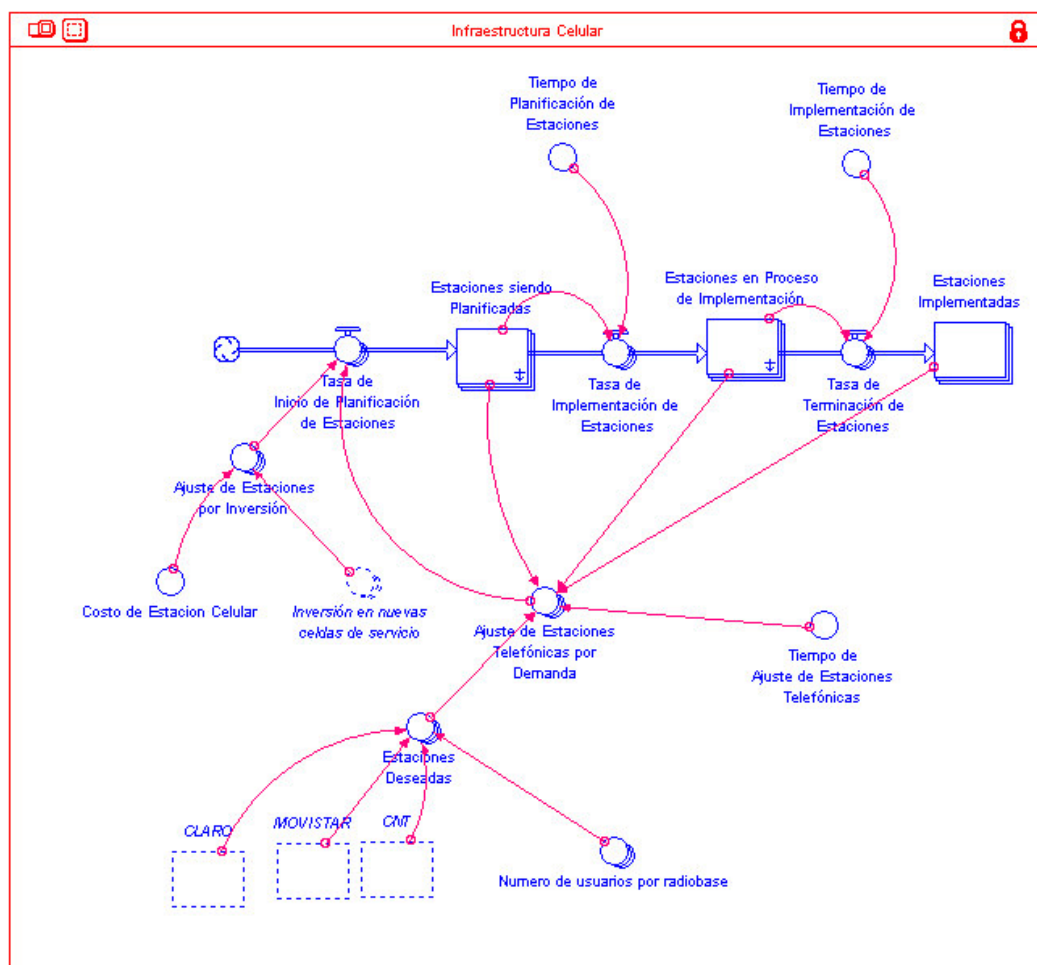 Infraestructura Celular
Tiempo de
Planificación de
Estaciones
Tiempo de
Implementación de
Estaciones
Estaciones siendo
Planificadas
Estaciones en Proceso
de Implementación
Estaciones
Implementadas
Tasa de
Inicio de Planificación
de Estaciones
Tasa de
Implementación de
Estaciones
Tasa de
Terminación de
Estaciones
Ajuste de Estaciones
por Inversión
Costo de Estacion Celular
Inversión en nuevas
celdas de servicio
Ajuste de Estaciones
Telefónicas por
Demanda
Tiempo de
Ajuste de Estaciones
Telefónicas
Estaciones
Deseadas
CLARO
MOVISTAR
CNT
Numero de usuarios por radiobase